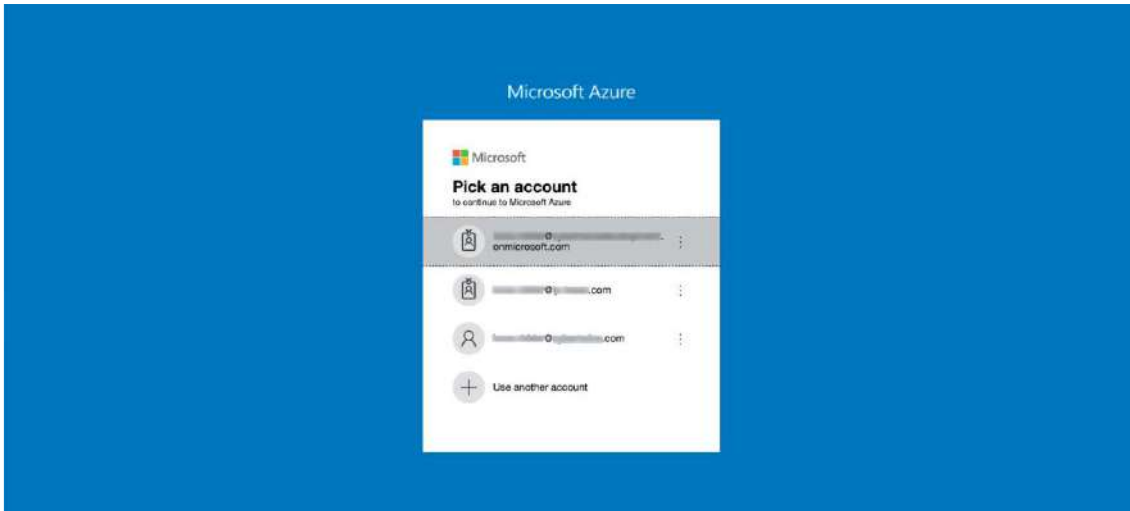 Microsoft Azure
Microsoft
Pick an account
to continue to Microsoft Azure
@
onmicrosoft.com
@ .com
@ .com
Use another account